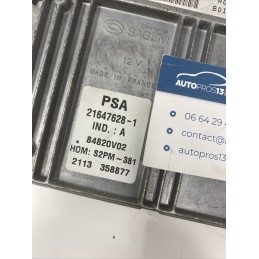 SAGEM
12 V
MADE IN FRANCE
PSA
21647628-1
IND. : A
84820V02
HOM: S2PM-381
2113 358877
AUTOPROS13
06 64 29 4
contact@
autopros13